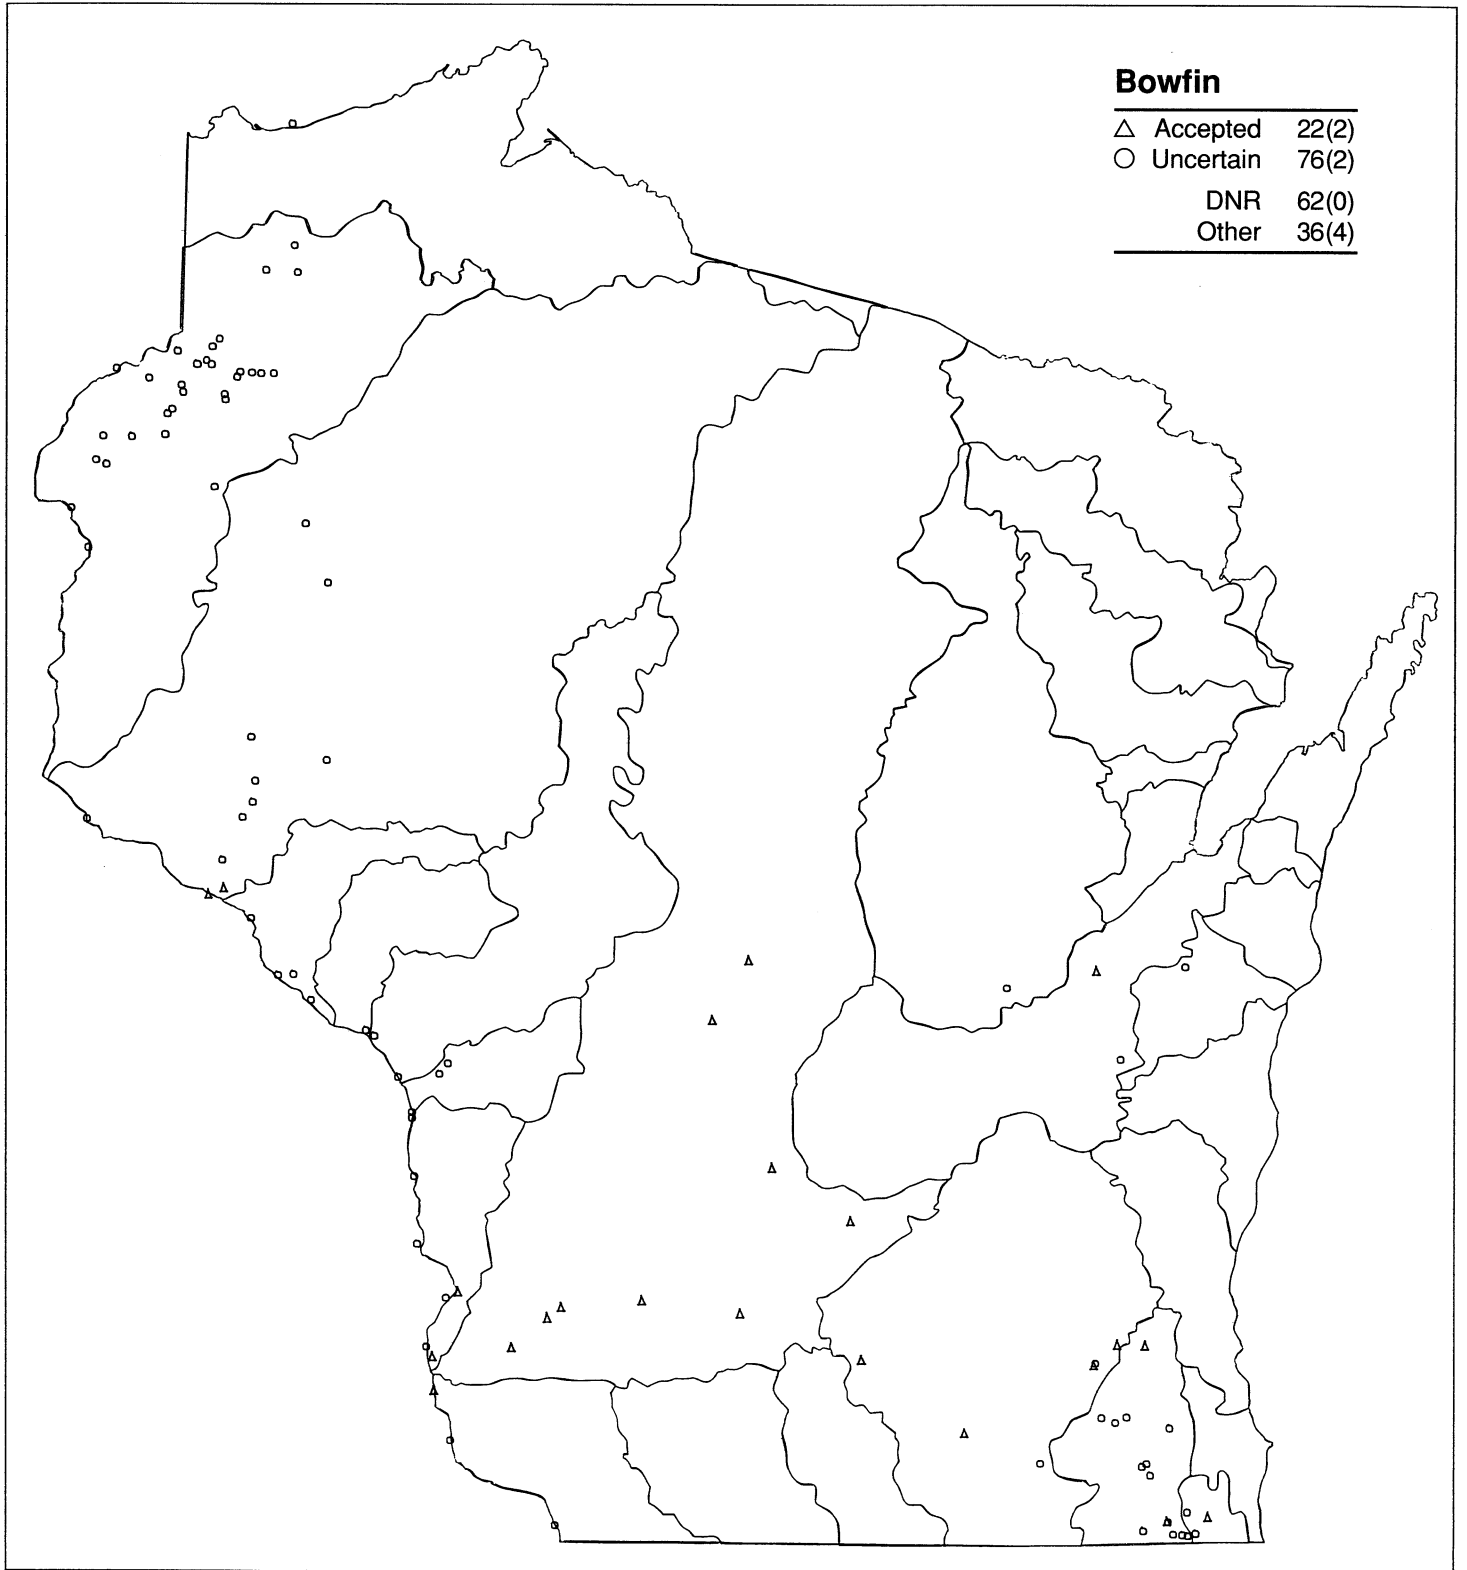 Bowfin
△ Accepted 22(2)
○ Uncertain 76(2)
DNR 62(0)
Other 36(4)